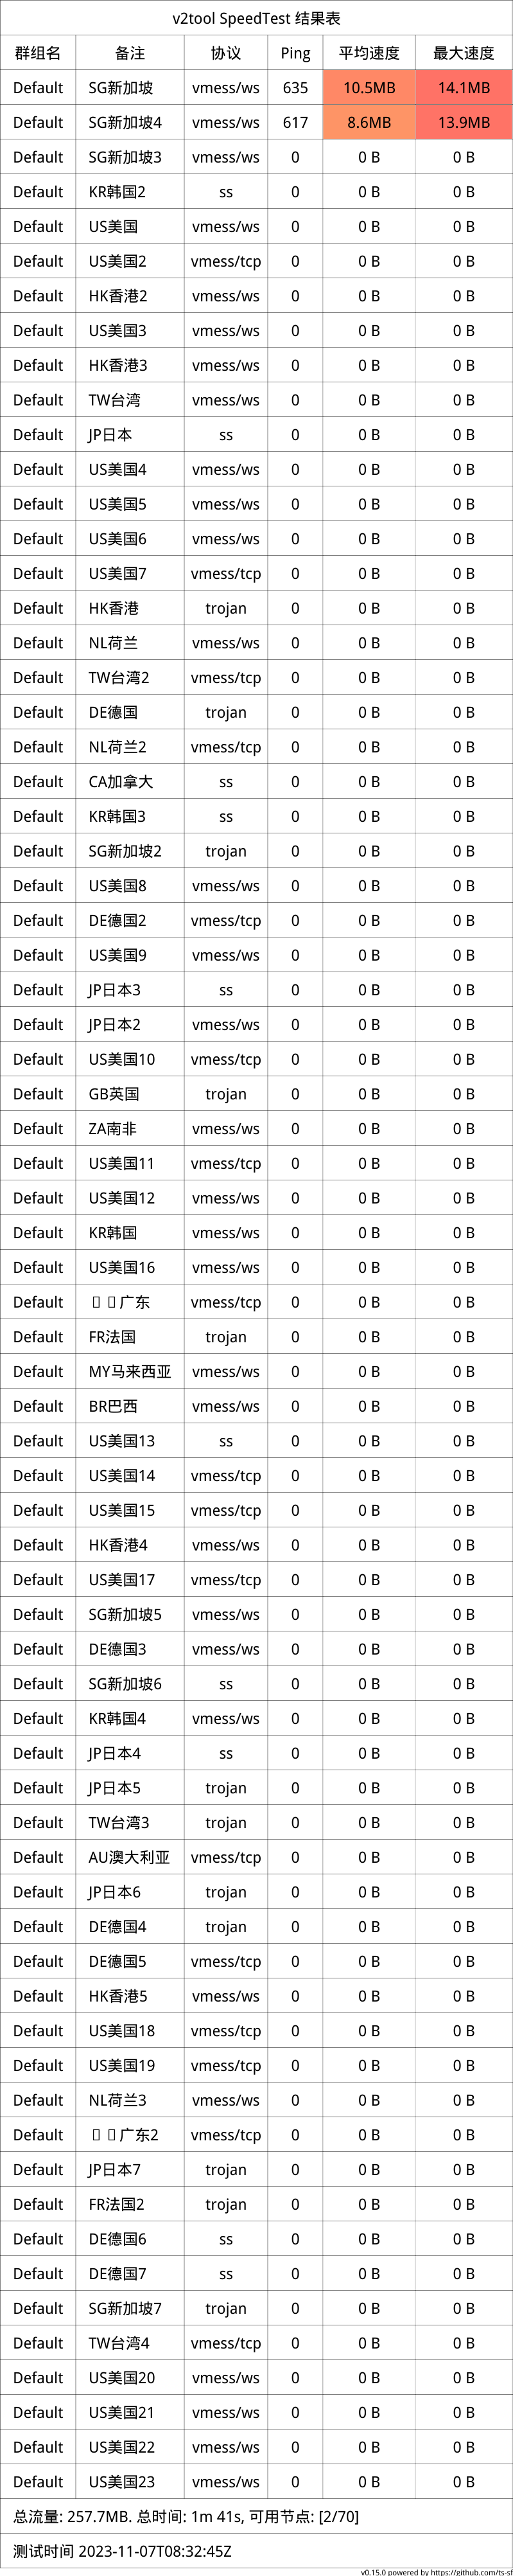 v2tool SpeedTest 结果表
群组名 备注 协议 Ping 平均速度 最大速度
Default SG新加坡 vmess/ws 635 10.5MB 14.1MB
Default SG新加坡4 vmess/ws 617 8.6MB 13.9MB
Default SG新加坡3 vmess/ws 0 0 B 0 B
Default KR韩国2 ss 0 0 B 0 B
Default US美国 vmess/ws 0 0 B 0 B
Default US美国2 vmess/tcp 0 0 B 0 B
Default HK香港2 vmess/ws 0 0 B 0 B
Default US美国3 vmess/ws 0 0 B 0 B
Default HK香港3 vmess/ws 0 0 B 0 B
Default TW台湾 vmess/ws 0 0 B 0 B
Default JP日本 ss 0 0 B 0 B
Default US美国4 vmess/ws 0 0 B 0 B
Default US美国5 vmess/ws 0 0 B 0 B
Default US美国6 vmess/ws 0 0 B 0 B
Default US美国7 vmess/tcp 0 0 B 0 B
Default HK香港 trojan 0 0 B 0 B
Default NL荷兰 vmess/ws 0 0 B 0 B
Default TW台湾2 vmess/tcp 0 0 B 0 B
Default DE德国 trojan 0 0 B 0 B
Default NL荷兰2 vmess/tcp 0 0 B 0 B
Default CA加拿大 ss 0 0 B 0 B
Default KR韩国3 ss 0 0 B 0 B
Default SG新加坡2 trojan 0 0 B 0 B
Default US美国8 vmess/ws 0 0 B 0 B
Default DE德国2 vmess/tcp 0 0 B 0 B
Default US美国9 vmess/ws 0 0 B 0 B
Default JP日本3 ss 0 0 B 0 B
Default JP日本2 vmess/ws 0 0 B 0 B
Default US美国10 vmess/tcp 0 0 B 0 B
Default GB英国 trojan 0 0 B 0 B
Default ZA南非 vmess/ws 0 0 B 0 B
Default US美国11 vmess/tcp 0 0 B 0 B
Default US美国12 vmess/ws 0 0 B 0 B
Default KR韩国 vmess/ws 0 0 B 0 B
Default US美国16 vmess/ws 0 0 B 0 B
Default 广东 vmess/tcp 0 0 B 0 B
Default FR法国 trojan 0 0 B 0 B
Default MY马来西亚 vmess/ws 0 0 B 0 B
Default BR巴西 vmess/ws 0 0 B 0 B
Default US美国13 ss 0 0 B 0 B
Default US美国14 vmess/tcp 0 0 B 0 B
Default US美国15 vmess/tcp 0 0 B 0 B
Default HK香港4 vmess/ws 0 0 B 0 B
Default US美国17 vmess/tcp 0 0 B 0 B
Default SG新加坡5 vmess/ws 0 0 B 0 B
Default DE德国3 vmess/ws 0 0 B 0 B
Default SG新加坡6 ss 0 0 B 0 B
Default KR韩国4 vmess/ws 0 0 B 0 B
Default JP日本4 ss 0 0 B 0 B
Default JP日本5 trojan 0 0 B 0 B
Default TW台湾3 trojan 0 0 B 0 B
Default AU澳大利亚 vmess/tcp 0 0 B 0 B
Default JP日本6 trojan 0 0 B 0 B
Default DE德国4 trojan 0 0 B 0 B
Default DE德国5 vmess/tcp 0 0 B 0 B
Default HK香港5 vmess/ws 0 0 B 0 B
Default US美国18 vmess/tcp 0 0 B 0 B
Default US美国19 vmess/tcp 0 0 B 0 B
Default NL荷兰3 vmess/ws 0 0 B 0 B
Default 广东2 vmess/tcp 0 0 B 0 B
Default JP日本7 trojan 0 0 B 0 B
Default FR法国2 trojan 0 0 B 0 B
Default DE德国6 ss 0 0 B 0 B
Default DE德国7 ss 0 0 B 0 B
Default SG新加坡7 trojan 0 0 B 0 B
Default TW台湾4 vmess/tcp 0 0 B 0 B
Default US美国20 vmess/ws 0 0 B 0 B
Default US美国21 vmess/ws 0 0 B 0 B
Default US美国22 vmess/ws 0 0 B 0 B
Default US美国23 vmess/ws 0 0 B 0 B
总流量: 257.7MB. 总时间: 1m 41s, 可用节点: [2/70]
测试时间 2023-11-07T08:32:45Z
v0.15.0 powered by https://github.com/ts-sf